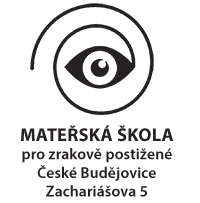 MATEŘSKÁ ŠKOLA
pro zrakově postižené
České Budějovice
Zachariášova 5